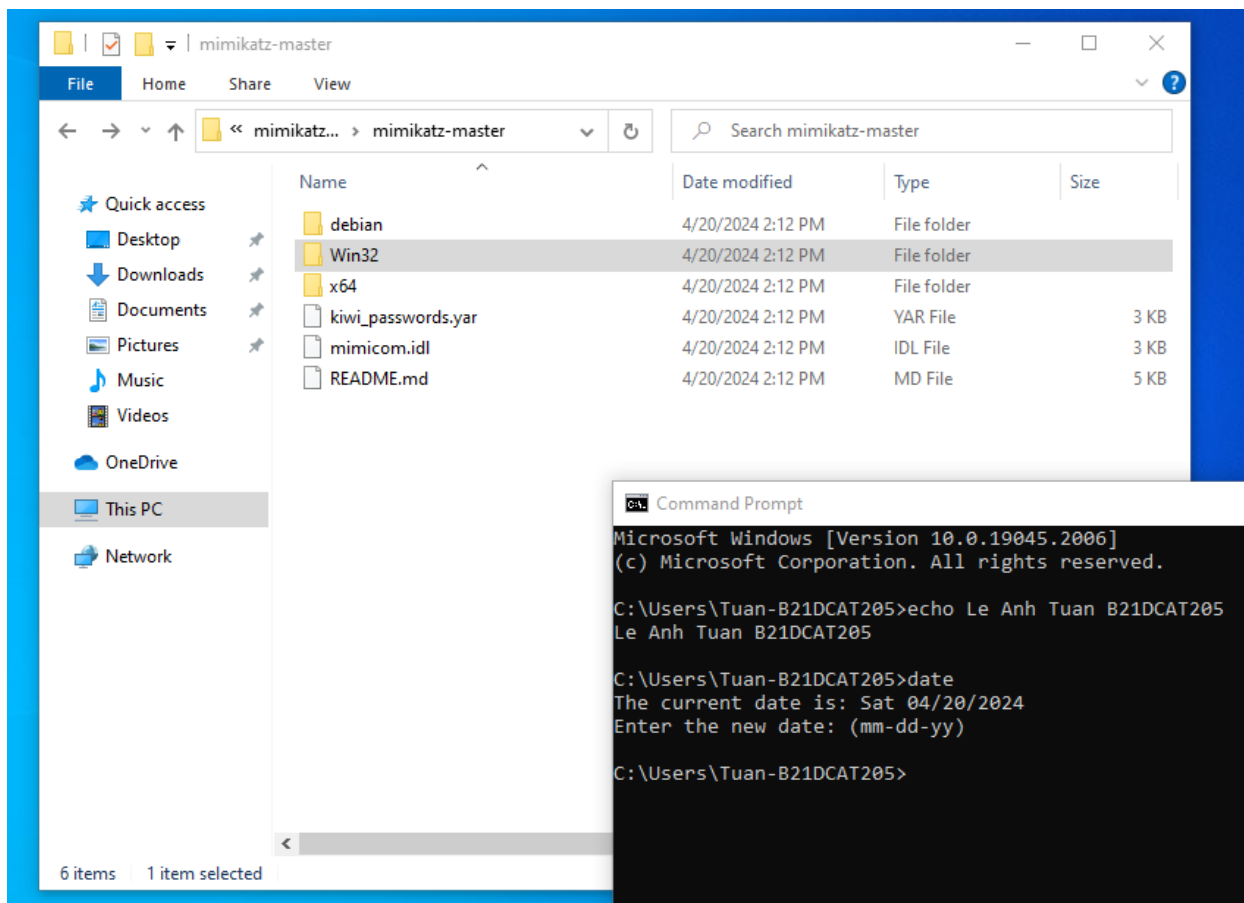 mimikatz-master
File Home Share View
« mimikatz... › mimikatz-master
Search mimikatz-master
Quick access
Desktop
Downloads
Documents
Pictures
Music
Videos
OneDrive
This PC
Network
Name Date modified Type Size
debian 4/20/2024 2:12 PM File folder
Win32 4/20/2024 2:12 PM File folder
x64 4/20/2024 2:12 PM File folder
kiwi_passwords.yar 4/20/2024 2:12 PM YAR File 3 KB
mimicom.idl 4/20/2024 2:12 PM IDL File 3 KB
README.md 4/20/2024 2:12 PM MD File 5 KB
6 items 1 item selected
Command Prompt
Microsoft Windows [Version 10.0.19045.2006]
(c) Microsoft Corporation. All rights reserved.
C:\Users\Tuan-B21DCAT205>echo Le Anh Tuan B21DCAT205
Le Anh Tuan B21DCAT205
C:\Users\Tuan-B21DCAT205>date
The current date is: Sat 04/20/2024
Enter the new date: (mm-dd-yy)
C:\Users\Tuan-B21DCAT205>